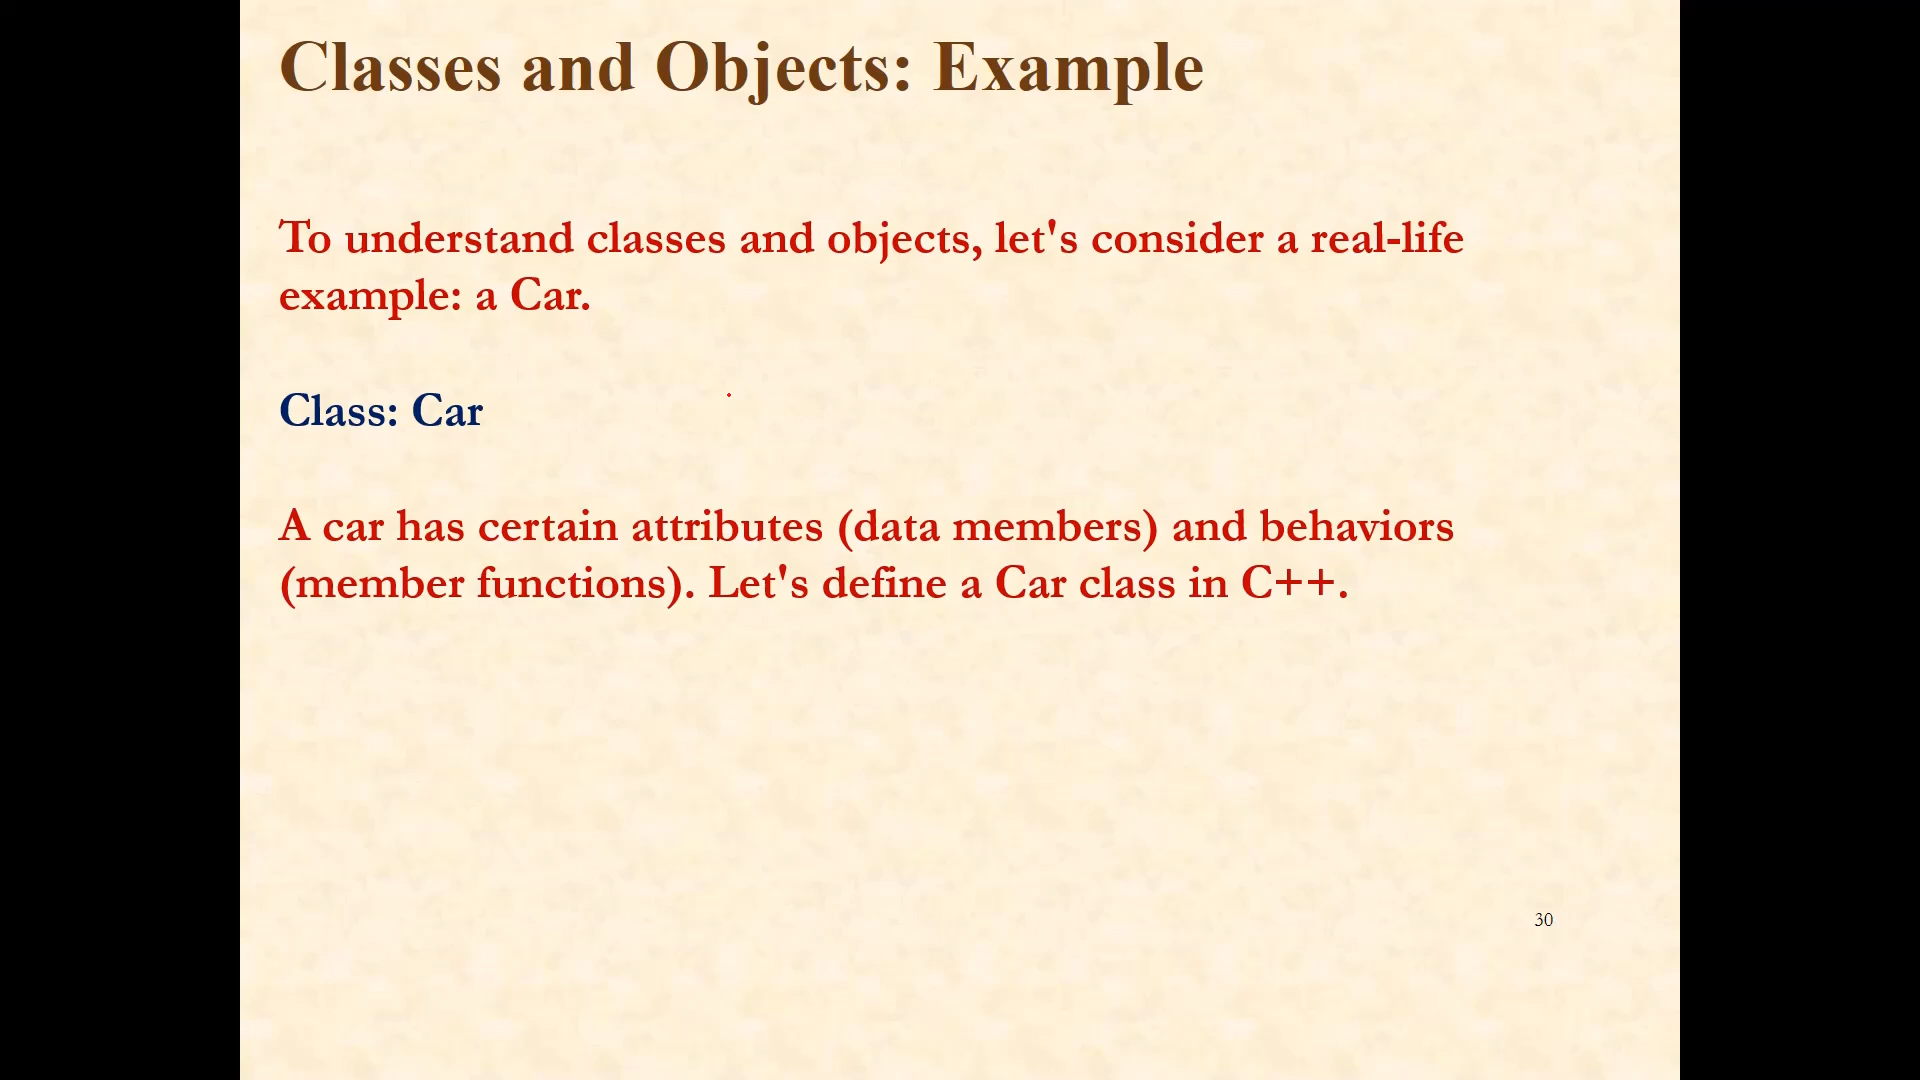 Classes and Objects: Example
To understand classes and objects, let's consider a real-life
example: a Car.
Class: Car
A car has certain attributes (data members) and behaviors
(member functions). Let's define a Car class in C++.
30